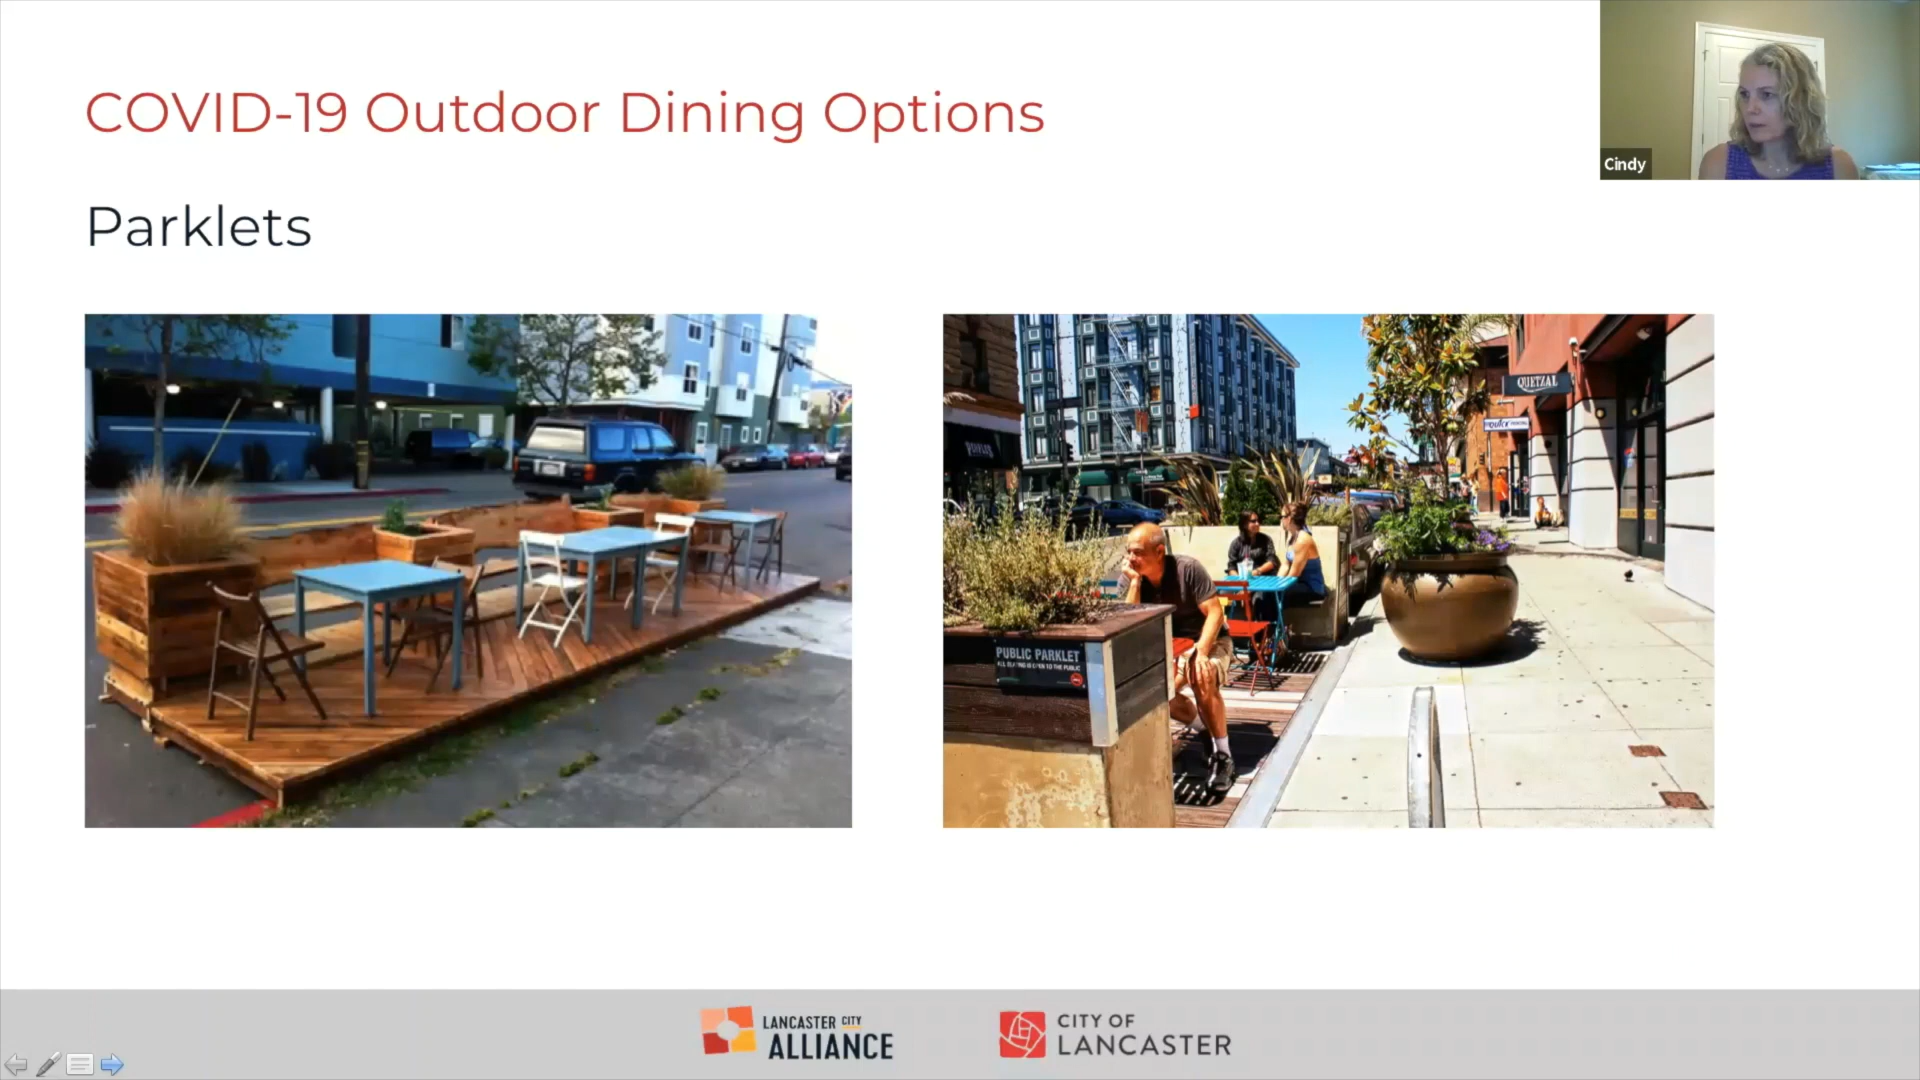 COVID-19 Outdoor Dining Options
Cindy
Parklets
QUETZAL
PUBLIC PARKLET
LANCASTER CITY
ALLIANCE
CITY OF
LANCASTER